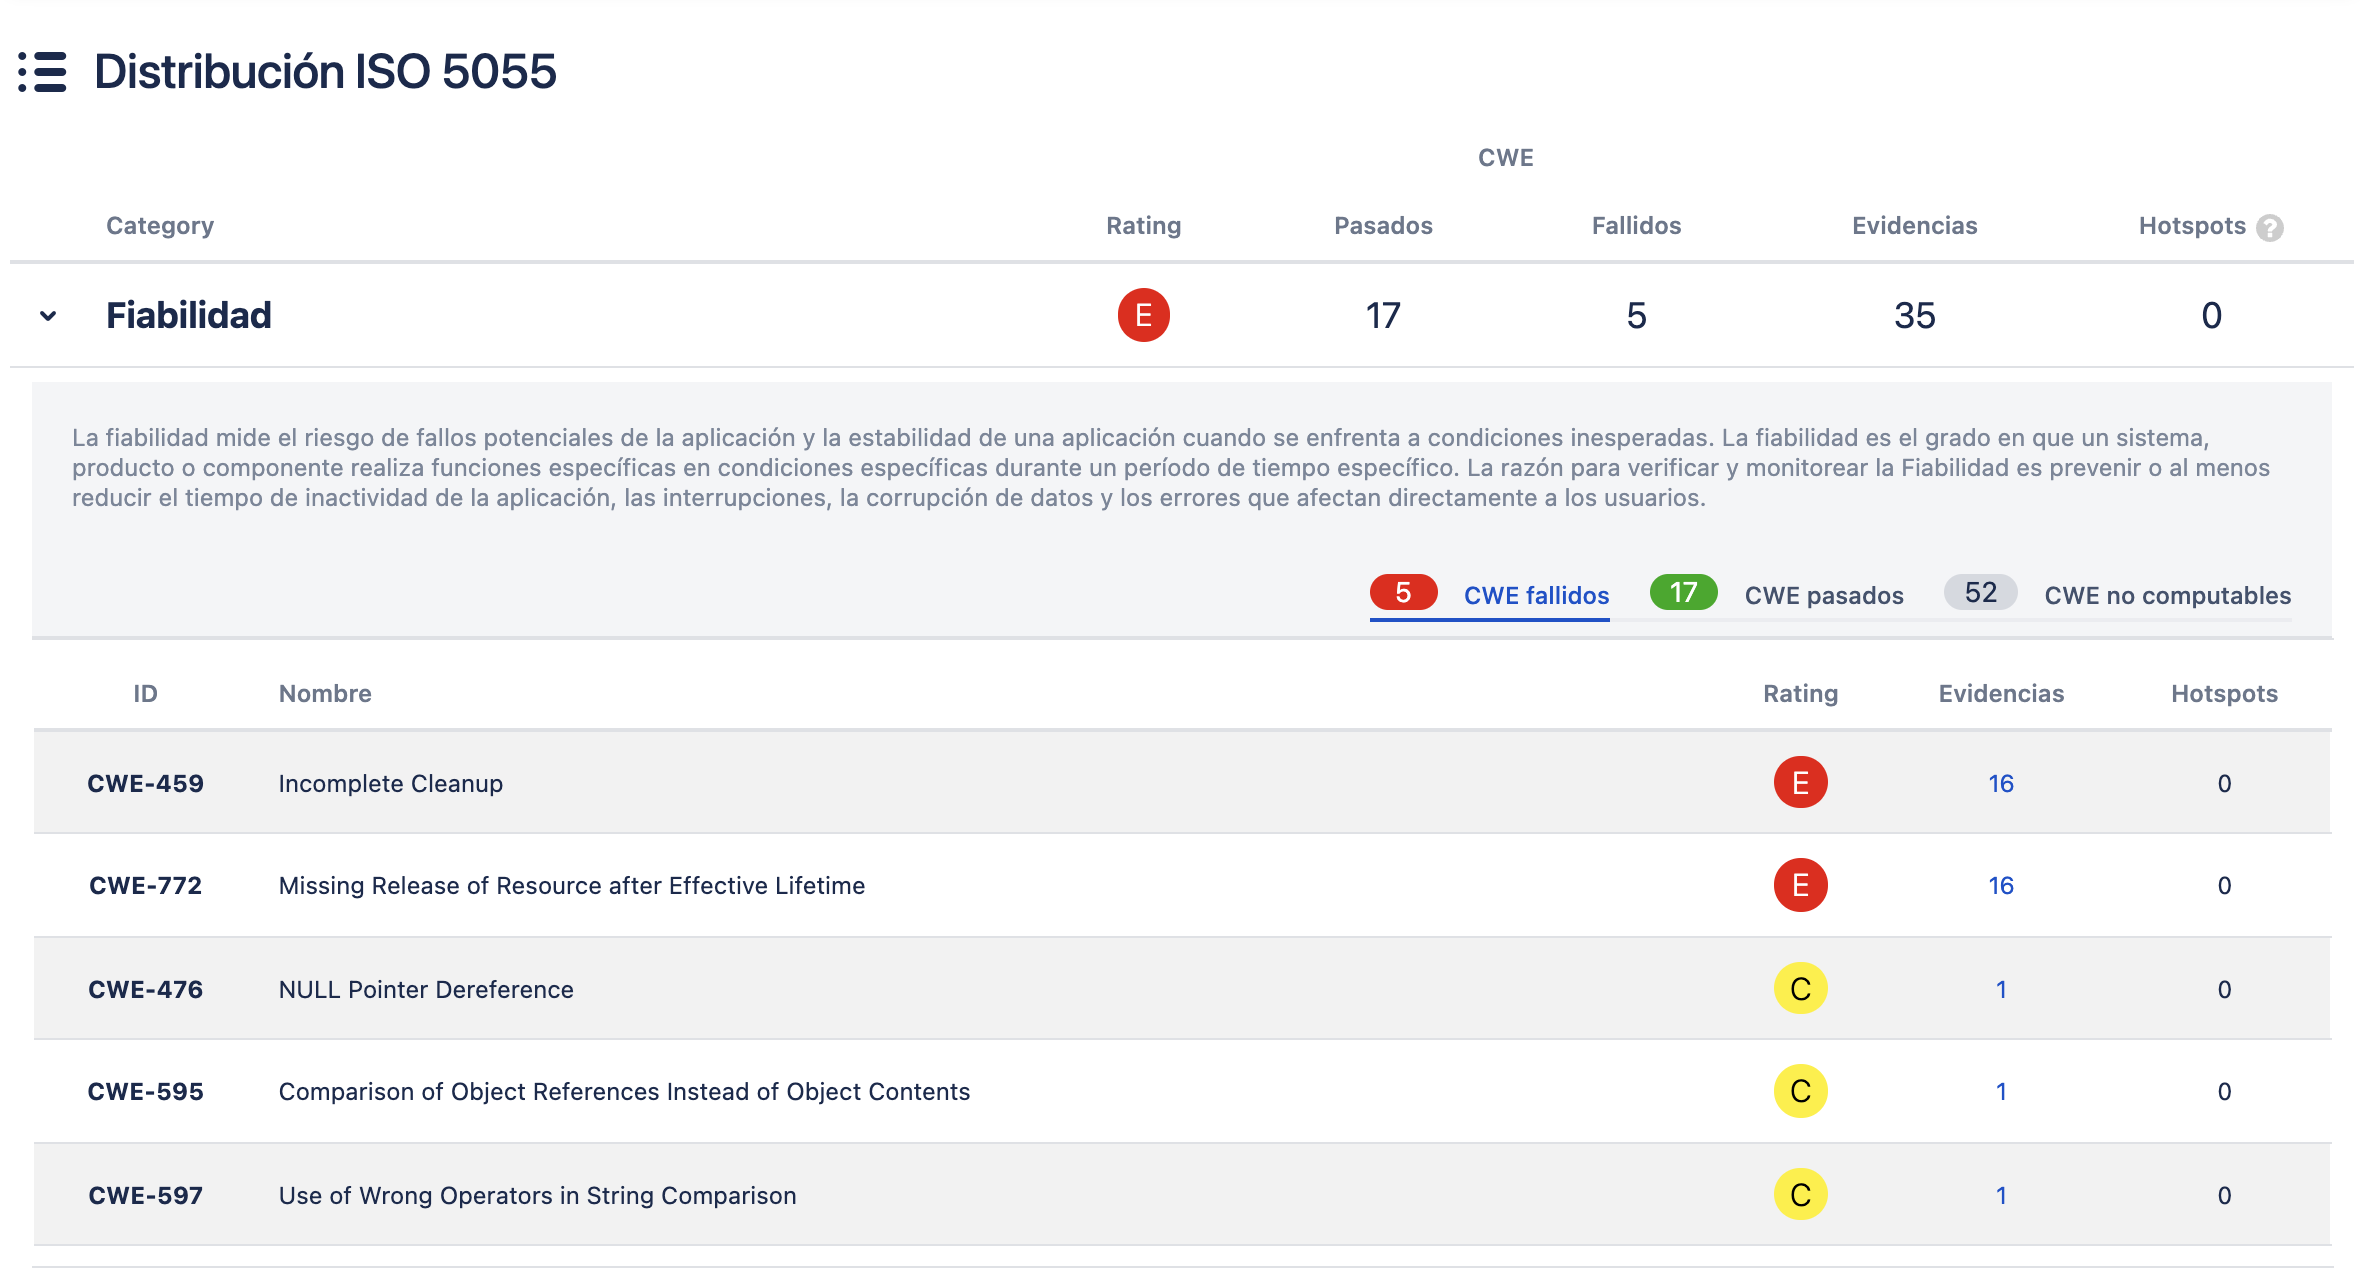 Distribución ISO 5055
CWE
Category Rating Pasados Fallidos Evidencias Hotspots ?
Fiabilidad E 17 5 35 0
La fiabilidad mide el riesgo de fallos potenciales de la aplicación y la estabilidad de una aplicación cuando se enfrenta a condiciones inesperadas. La fiabilidad es el grado en que un sistema,
producto o componente realiza funciones específicas en condiciones específicas durante un período de tiempo específico. La razón para verificar y monitorear la Fiabilidad es prevenir o al menos
reducir el tiempo de inactividad de la aplicación, las interrupciones, la corrupción de datos y los errores que afectan directamente a los usuarios.
5 CWE fallidos 17 CWE pasados 52 CWE no computables
ID Nombre Rating Evidencias Hotspots
CWE-459 Incomplete Cleanup E 16 0
CWE-772 Missing Release of Resource after Effective Lifetime E 16 0
CWE-476 NULL Pointer Dereference C 1 0
CWE-595 Comparison of Object References Instead of Object Contents C 1 0
CWE-597 Use of Wrong Operators in String Comparison C 1 0